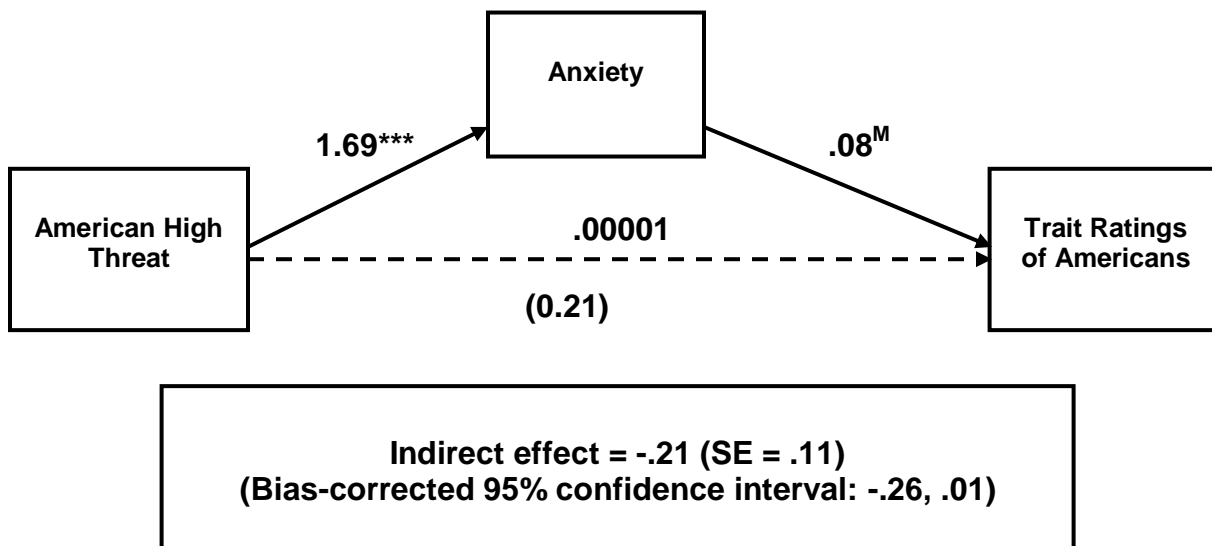 Anxiety
1.69***
.08ᴹ
American High
Threat
.00001
(0.21)
Trait Ratings
of Americans
Indirect effect = -.21 (SE = .11)
(Bias-corrected 95% confidence interval: -.26, .01)